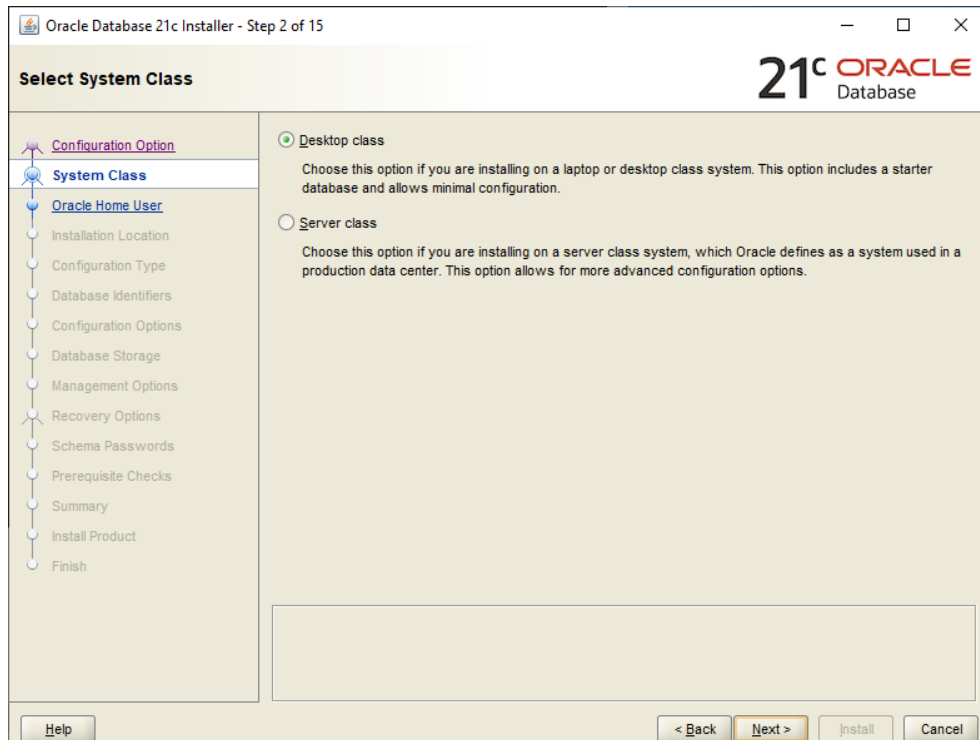 Oracle Database 21c Installer - Step 2 of 15
Select System Class
21c ORACLE
Database
Configuration Option
System Class
Oracle Home User
Installation Location
Configuration Type
Database Identifiers
Configuration Options
Database Storage
Management Options
Recovery Options
Schema Passwords
Prerequisite Checks
Summary
Install Product
Finish
Desktop class
Choose this option if you are installing on a laptop or desktop class system. This option includes a starter
database and allows minimal configuration.
Server class
Choose this option if you are installing on a server class system, which Oracle defines as a system used in a
production data center. This option allows for more advanced configuration options.
Help
< Back
Next >
Install
Cancel